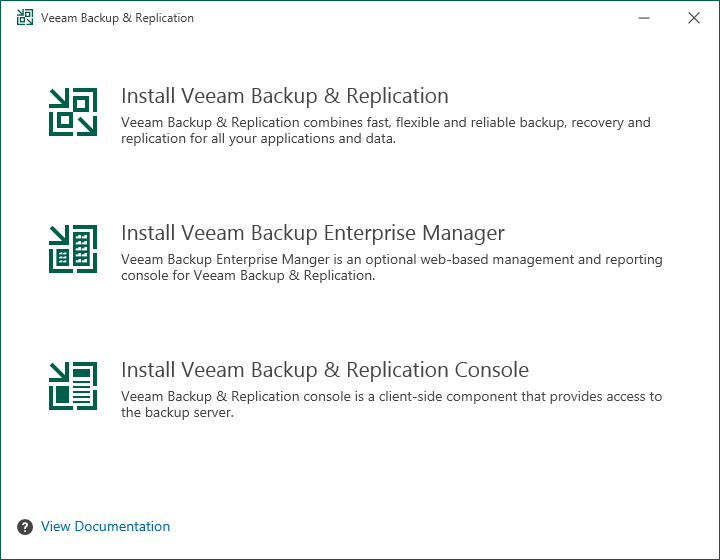 Veeam Backup & Replication
Install Veeam Backup & Replication
Veeam Backup & Replication combines fast, flexible and reliable backup, recovery and
replication for all your applications and data.
Install Veeam Backup Enterprise Manager
Veeam Backup Enterprise Manger is an optional web-based management and reporting
console for Veeam Backup & Replication.
Install Veeam Backup & Replication Console
Veeam Backup & Replication console is a client-side component that provides access to
the backup server.
? View Documentation